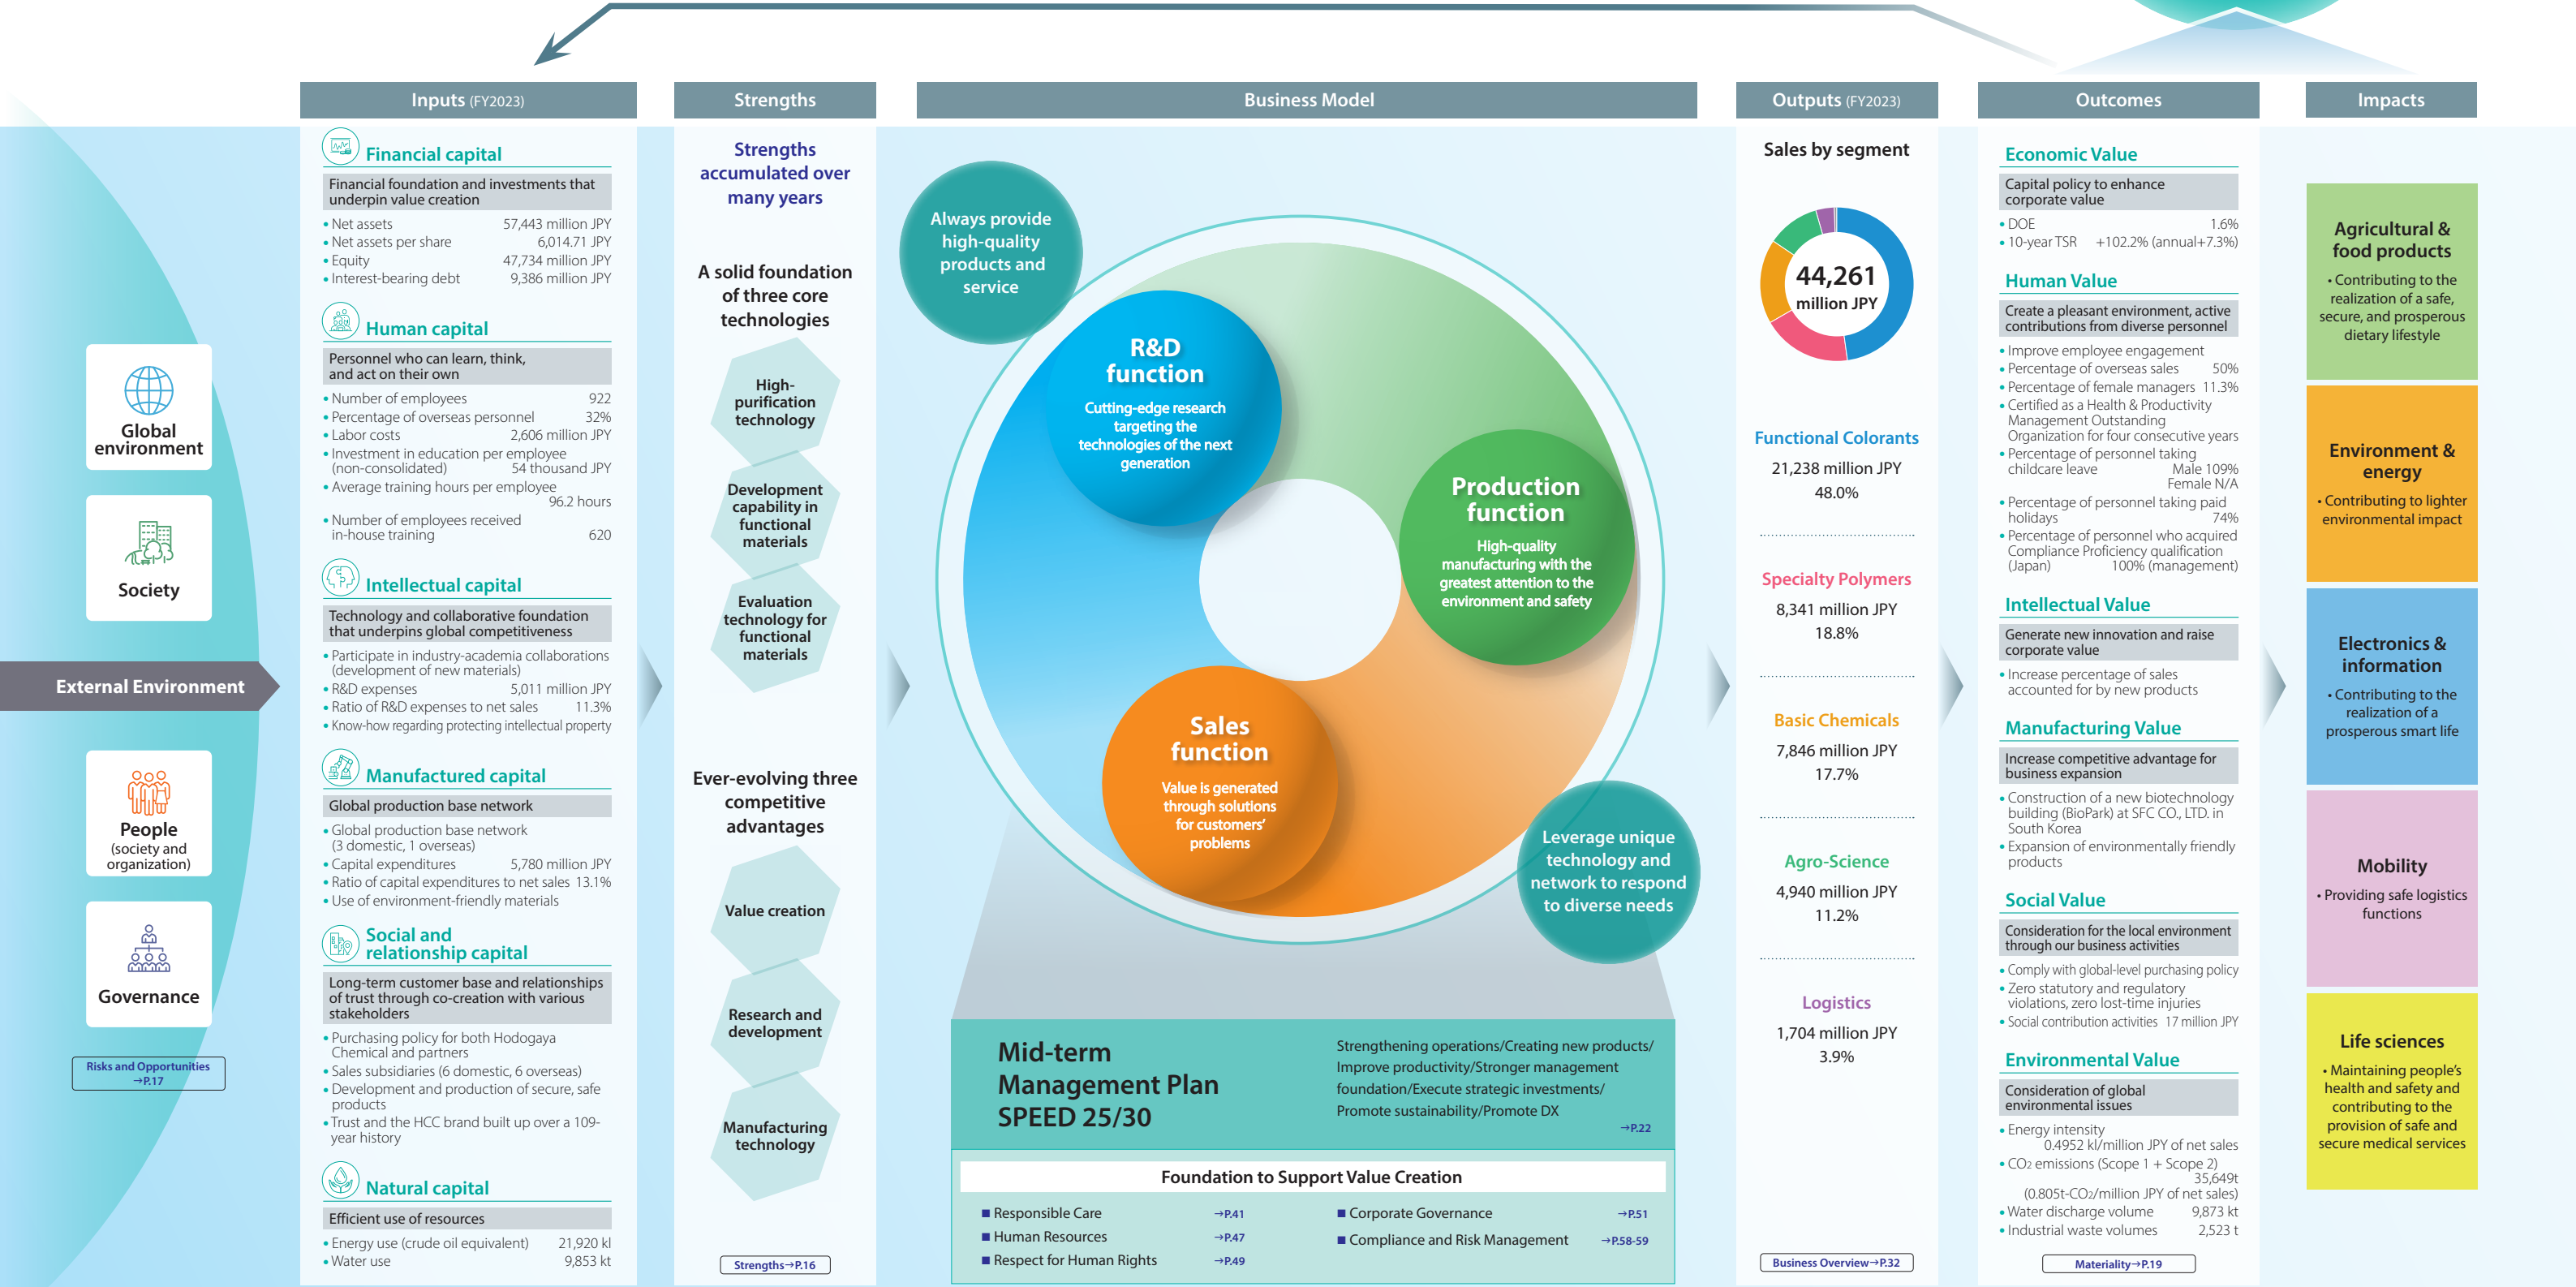 Inputs (FY2023)
Strengths
Business Model
Outputs (FY2023)
Outcomes
Impacts
Global
environment
Society
External Environment
People
(society and
organization)
Governance
Risks and Opportunities
→P.17
Financial capital
Financial foundation and investments that
underpin value creation
• Net assets 57,443 million JPY
• Net assets per share 6,014.71 JPY
• Equity 47,734 million JPY
• Interest-bearing debt 9,386 million JPY
Human capital
Personnel who can learn, think,
and act on their own
• Number of employees 922
• Percentage of overseas personnel 32%
• Labor costs 2,606 million JPY
• Investment in education per employee
(non-consolidated) 54 thousand JPY
• Average training hours per employee
96.2 hours
• Number of employees received
in-house training 620
Intellectual capital
Technology and collaborative foundation
that underpins global competitiveness
• Participate in industry-academia collaborations
(development of new materials)
• R&D expenses 5,011 million JPY
• Ratio of R&D expenses to net sales 11.3%
• Know-how regarding protecting intellectual property
Manufactured capital
Global production base network
• Global production base network
(3 domestic, 1 overseas)
• Capital expenditures 5,780 million JPY
• Ratio of capital expenditures to net sales 13.1%
• Use of environment-friendly materials
Social and
relationship capital
Long-term customer base and relationships
of trust through co-creation with various
stakeholders
• Purchasing policy for both Hodogaya
Chemical and partners
• Sales subsidiaries (6 domestic, 6 overseas)
• Development and production of secure, safe
products
• Trust and the HCC brand built up over a 109-
year history
Natural capital
Efficient use of resources
• Energy use (crude oil equivalent) 21,920 kl
• Water use 9,853 kt
Strengths
accumulated over
many years
A solid foundation
of three core
technologies
High-
purification
technology
Development
capability in
functional
materials
Evaluation
technology for
functional
materials
Ever-evolving three
competitive
advantages
Value creation
Research and
development
Manufacturing
technology
Strengths→P.16
Always provide
high-quality
products and
service
R&D
function
Cutting-edge research
targeting the
technologies of the next
generation
Production
function
High-quality
manufacturing with the
greatest attention to the
environment and safety
Sales
function
Value is generated
through solutions
for customers'
problems
Leverage unique
technology and
network to respond
to diverse needs
Mid-term
Management Plan
SPEED 25/30
Strengthening operations/Creating new products/
Improve productivity/Stronger management
foundation/Execute strategic investments/
Promote sustainability/Promote DX
→P.22
Foundation to Support Value Creation
■ Responsible Care →P.41
■ Human Resources →P.47
■ Respect for Human Rights →P.49
■ Corporate Governance →P.51
■ Compliance and Risk Management →P.58-59
Sales by segment
44,261
million JPY
Functional Colorants
21,238 million JPY
48.0%
Specialty Polymers
8,341 million JPY
18.8%
Basic Chemicals
7,846 million JPY
17.7%
Agro-Science
4,940 million JPY
11.2%
Logistics
1,704 million JPY
3.9%
Business Overview→P.32
Economic Value
Capital policy to enhance
corporate value
• DOE 1.6%
• 10-year TSR +102.2% (annual+7.3%)
Human Value
Create a pleasant environment, active
contributions from diverse personnel
• Improve employee engagement
• Percentage of overseas sales 50%
• Percentage of female managers 11.3%
• Certified as a Health & Productivity
Management Outstanding
Organization for four consecutive years
• Percentage of personnel taking
childcare leave Male 109%
Female N/A
• Percentage of personnel taking paid
holidays 74%
• Percentage of personnel who acquired
Compliance Proficiency qualification
(Japan) 100% (management)
Intellectual Value
Generate new innovation and raise
corporate value
• Increase percentage of sales
accounted for by new products
Manufacturing Value
Increase competitive advantage for
business expansion
• Construction of a new biotechnology
building (BioPark) at SFC CO., LTD. in
South Korea
• Expansion of environmentally friendly
products
Social Value
Consideration for the local environment
through our business activities
• Comply with global-level purchasing policy
• Zero statutory and regulatory
violations, zero lost-time injuries
• Social contribution activities 17 million JPY
Environmental Value
Consideration of global
environmental issues
• Energy intensity
0.4952 kl/million JPY of net sales
• CO2 emissions (Scope 1 + Scope 2)
35,649t
(0.805t-CO2/million JPY of net sales)
• Water discharge volume 9,873 kt
• Industrial waste volumes 2,523 t
Materiality→P.19
Agricultural &
food products
• Contributing to the
realization of a safe,
secure, and prosperous
dietary lifestyle
Environment &
energy
• Contributing to lighter
environmental impact
Electronics &
information
• Contributing to the
realization of a
prosperous smart life
Mobility
• Providing safe logistics
functions
Life sciences
• Maintaining people's
health and safety and
contributing to the
provision of safe and
secure medical services